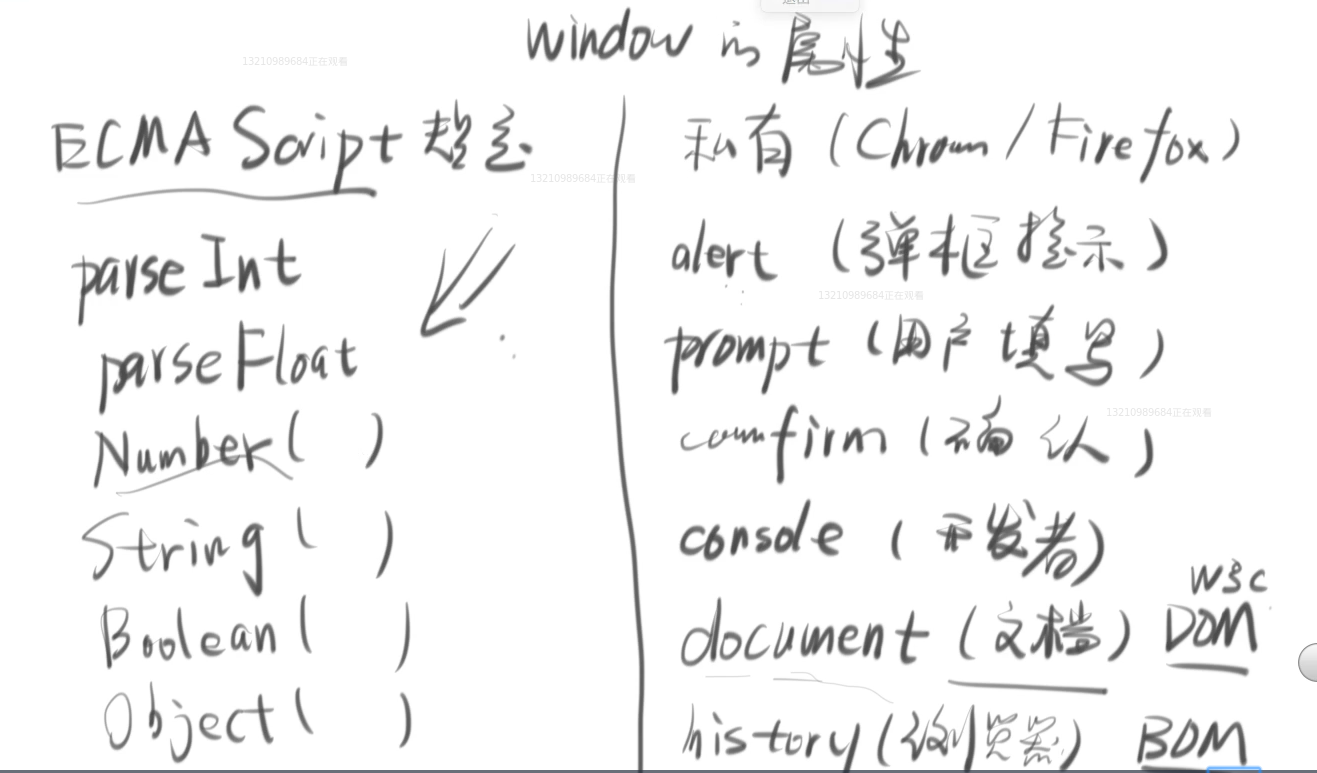 退出
window 的属性
ECMAScript 规定
parseInt
parseFloat
Number( )
String( )
Boolean( )
Object( )
私有 (Chrom/Firefox)
alert (弹框提示)
prompt (用户填写)
confirm (确认)
console (开发者)
W3C
document (文档) DOM
history (浏览器) BOM
13210989684正在观看
13210989684正在观看
13210989684正在观看
13210989684正在观看